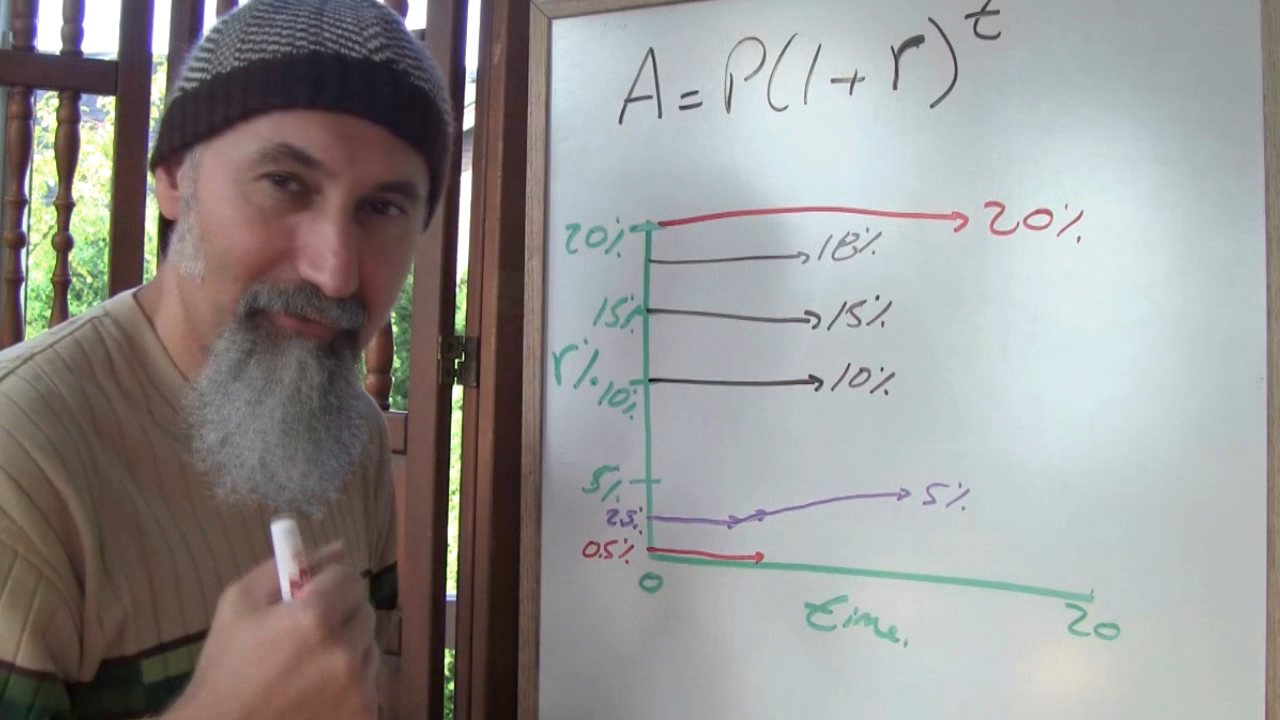 A = P(1 + r)^t
20% 20%
18%
15% 15%
r%
10% 10%
5%
2.5% 5%
0.5%
0 20
time.